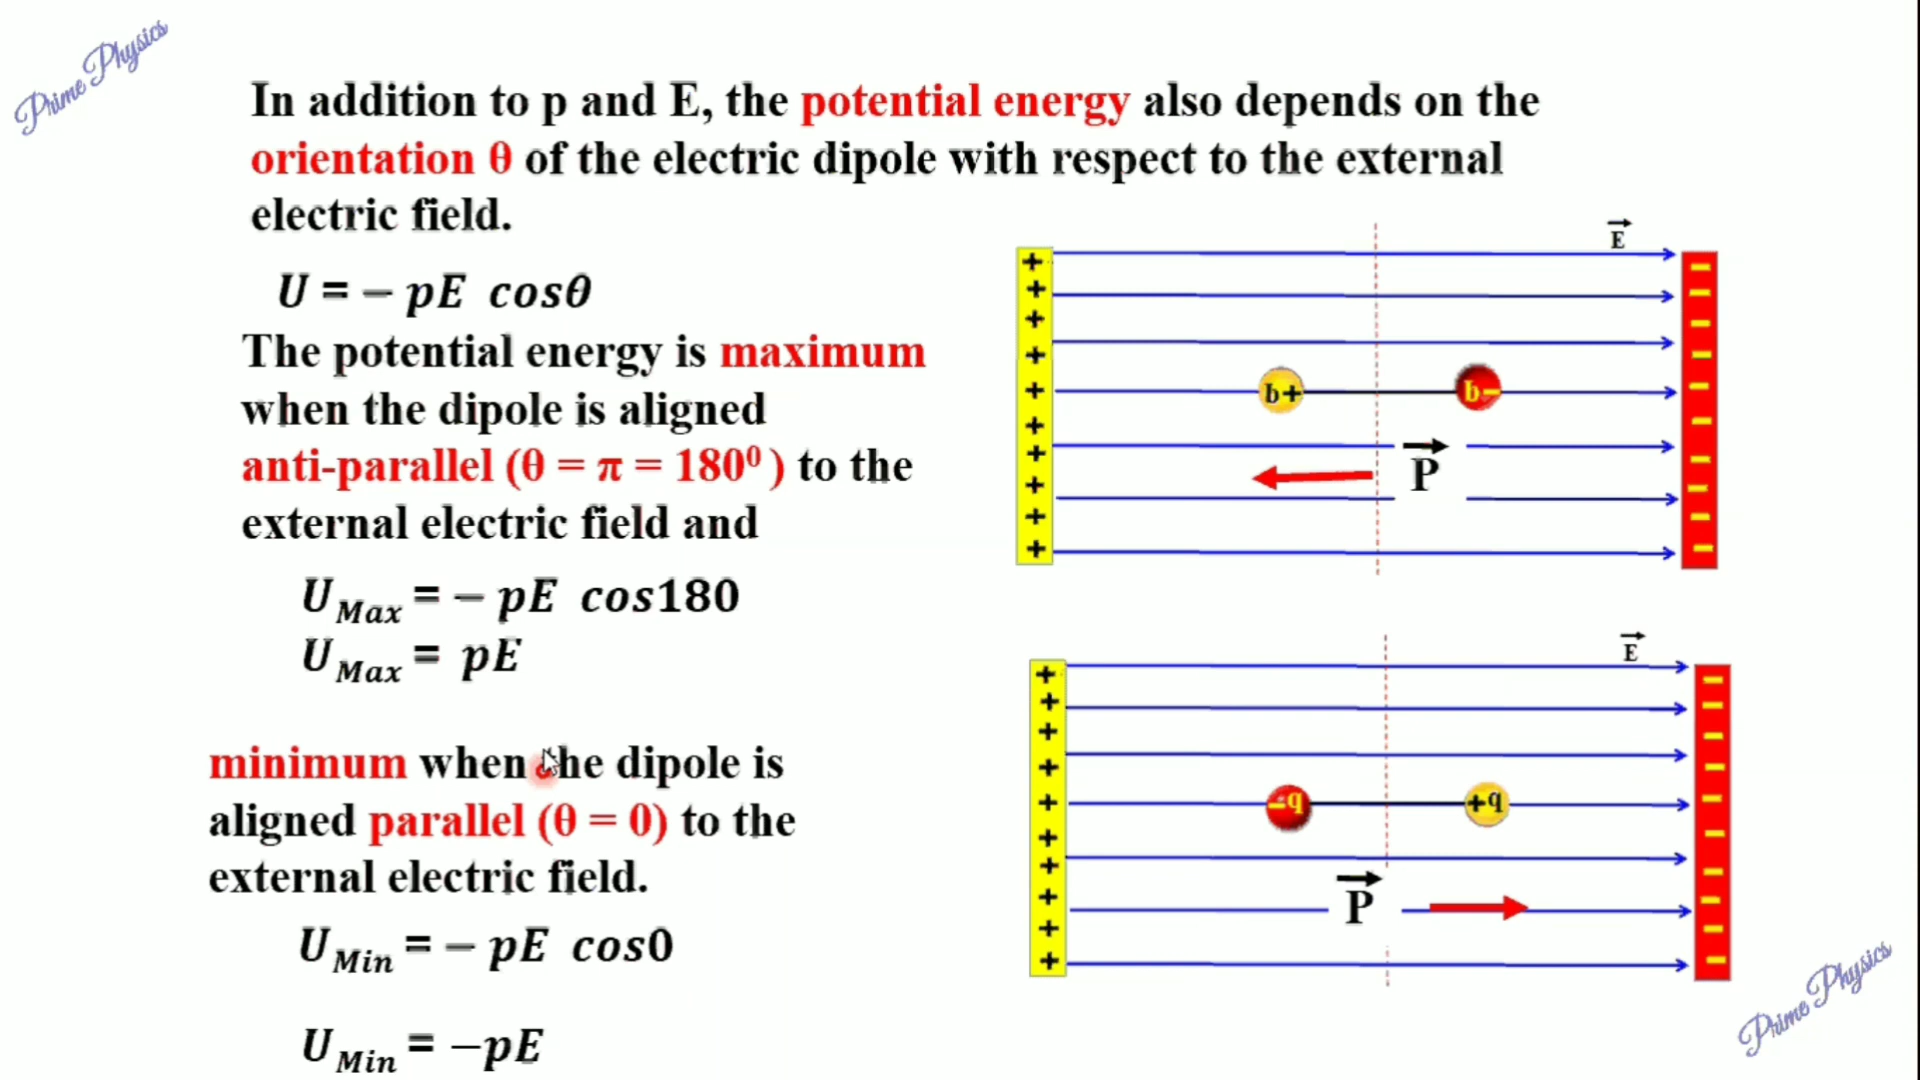 Prime Physics
In addition to p and E, the potential energy also depends on the
orientation θ of the electric dipole with respect to the external
electric field.
U = − pE cosθ
The potential energy is maximum
when the dipole is aligned
anti-parallel (θ = π = 180⁰ ) to the
external electric field and
U_Max = − pE cos180
U_Max = pE
minimum when the dipole is
aligned parallel (θ = 0) to the
external electric field.
U_Min = − pE cos0
U_Min = −pE
E⃗
+ + + + + + + + + +
− − − − − − − − − −
b+
b−
P⃗
E⃗
+ + + + + + + + + +
− − − − − − − − − −
−q
+q
P⃗
Prime Physics